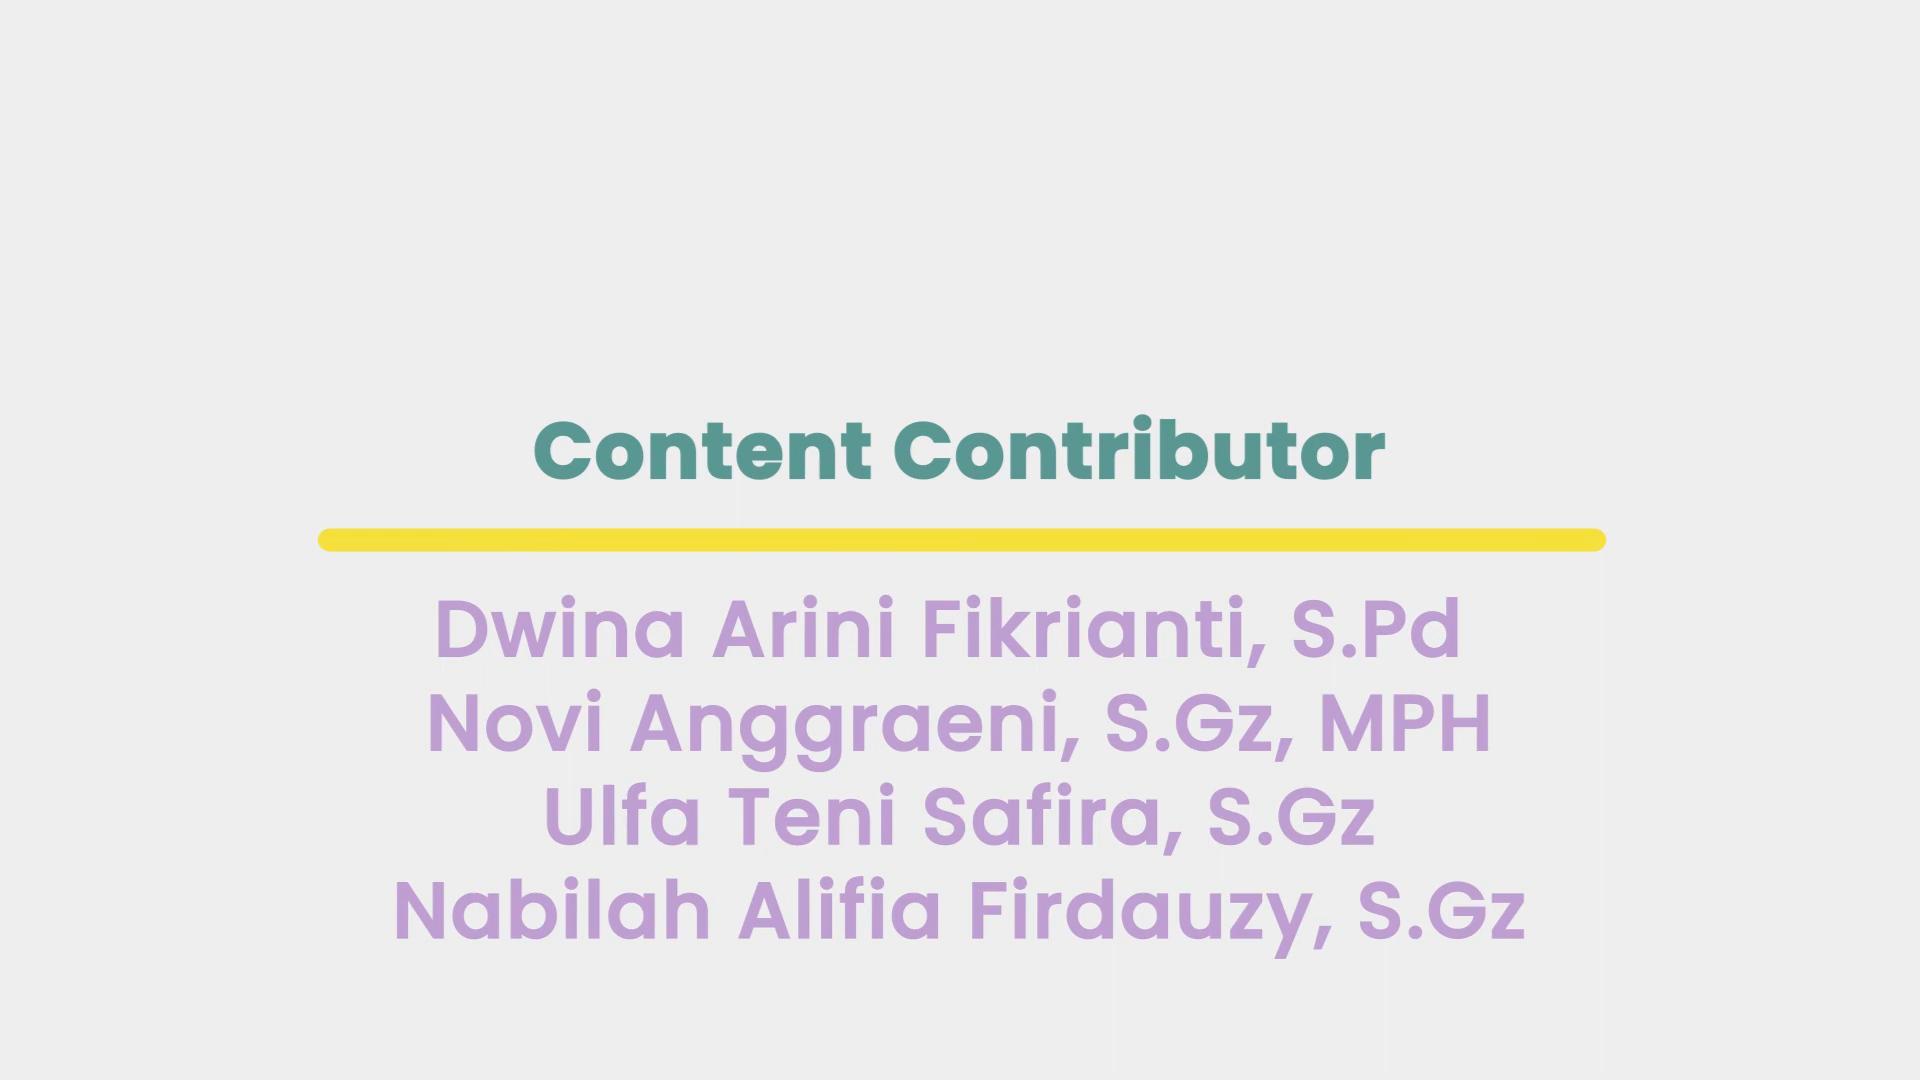 Content Contributor
Dwina Arini Fikrianti, S.Pd
Novi Anggraeni, S.Gz, MPH
Ulfa Teni Safira, S.Gz
Nabilah Alifia Firdauzy, S.Gz